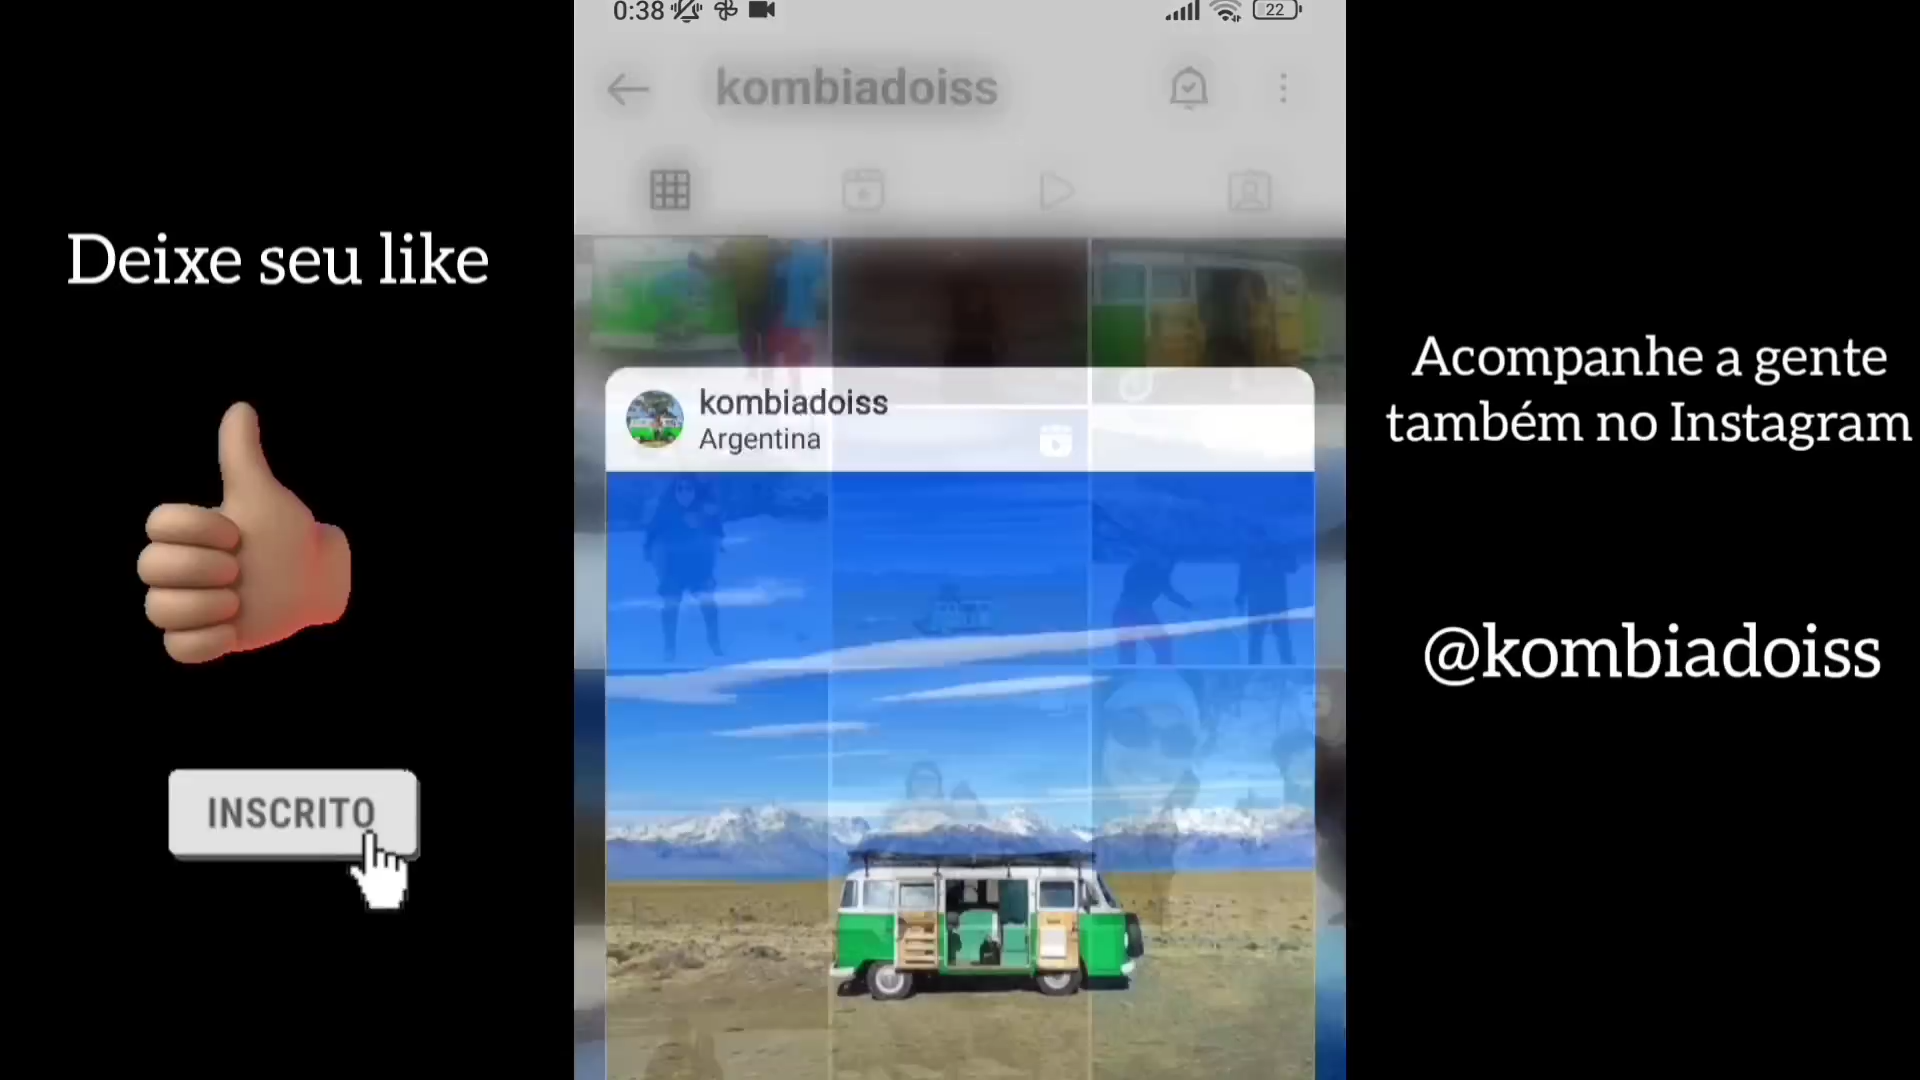 Deixe seu like
INSCRITO
0:38
22
kombiadoiss
kombiadoiss
Argentina
Acompanhe a gente
também no Instagram
@kombiadoiss